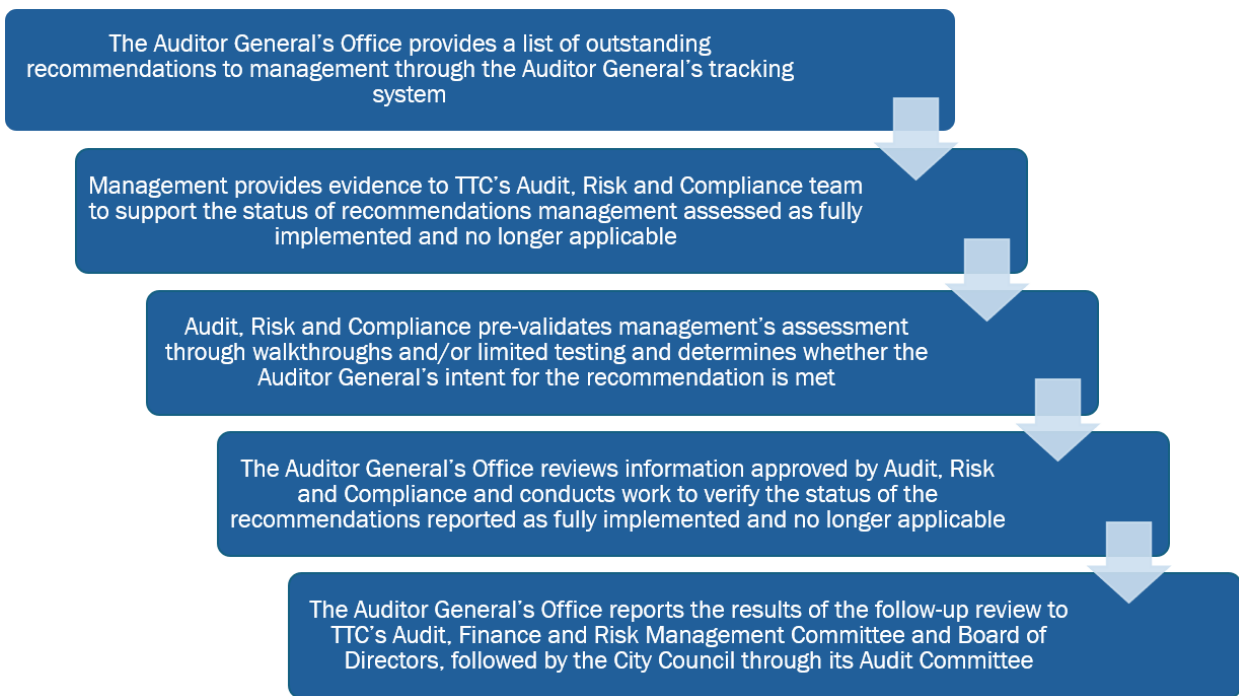 The Auditor General's Office provides a list of outstanding
recommendations to management through the Auditor General's tracking
system
Management provides evidence to TTC's Audit, Risk and Compliance team
to support the status of recommendations management assessed as fully
implemented and no longer applicable
Audit, Risk and Compliance pre-validates management's assessment
through walkthroughs and/or limited testing and determines whether the
Auditor General's intent for the recommendation is met
The Auditor General's Office reviews information approved by Audit, Risk
and Compliance and conducts work to verify the status of the
recommendations reported as fully implemented and no longer applicable
The Auditor General's Office reports the results of the follow-up review to
TTC's Audit, Finance and Risk Management Committee and Board of
Directors, followed by the City Council through its Audit Committee